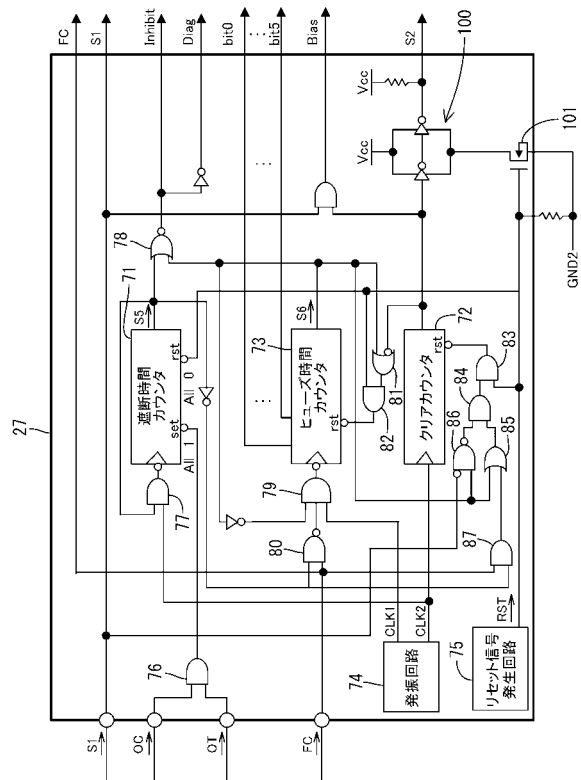 FC
S1
Inhibit
Diag
bit0
⋮
bit5
Bias
S2
27
71
S5
遮断時間
カウンタ
set
rst
All 1
All 0
77
78
76
Vcc
Vcc
100
101
GND2
73
S6
ヒューズ時間
カウンタ
rst
79
80
81
82
72
クリアカウンタ
rst
83
84
85
86
87
CLK1
CLK2
74
発振回路
75
リセット信号
発生回路
RST
S1
OC
OT
FC